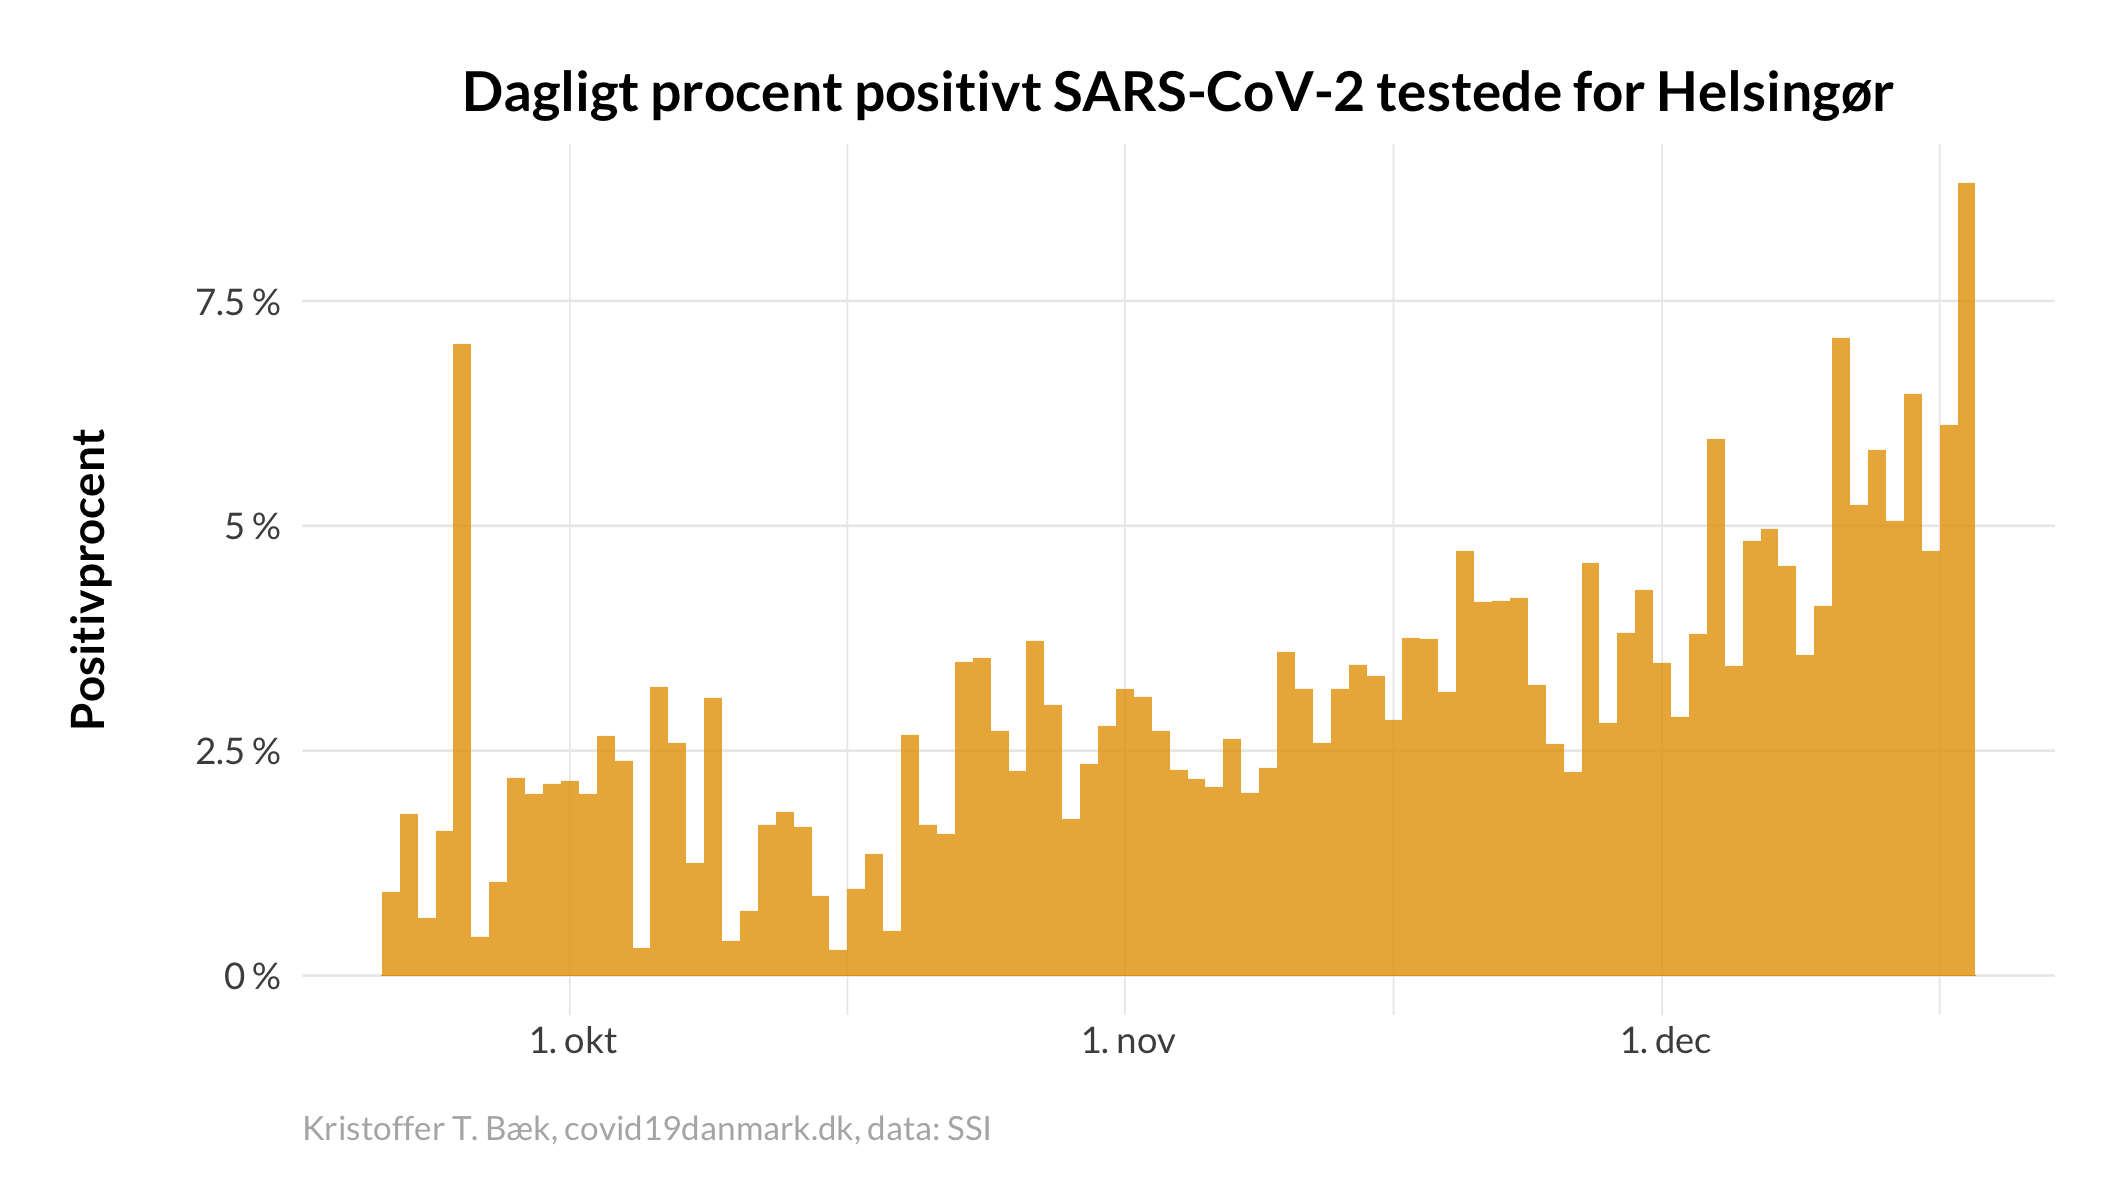 Dagligt procent positivt SARS-CoV-2 testede for Helsingør
Positivprocent
7.5 %
5 %
2.5 %
0 %
1. okt
1. nov
1. dec
Kristoffer T. Bæk, covid19danmark.dk, data: SSI